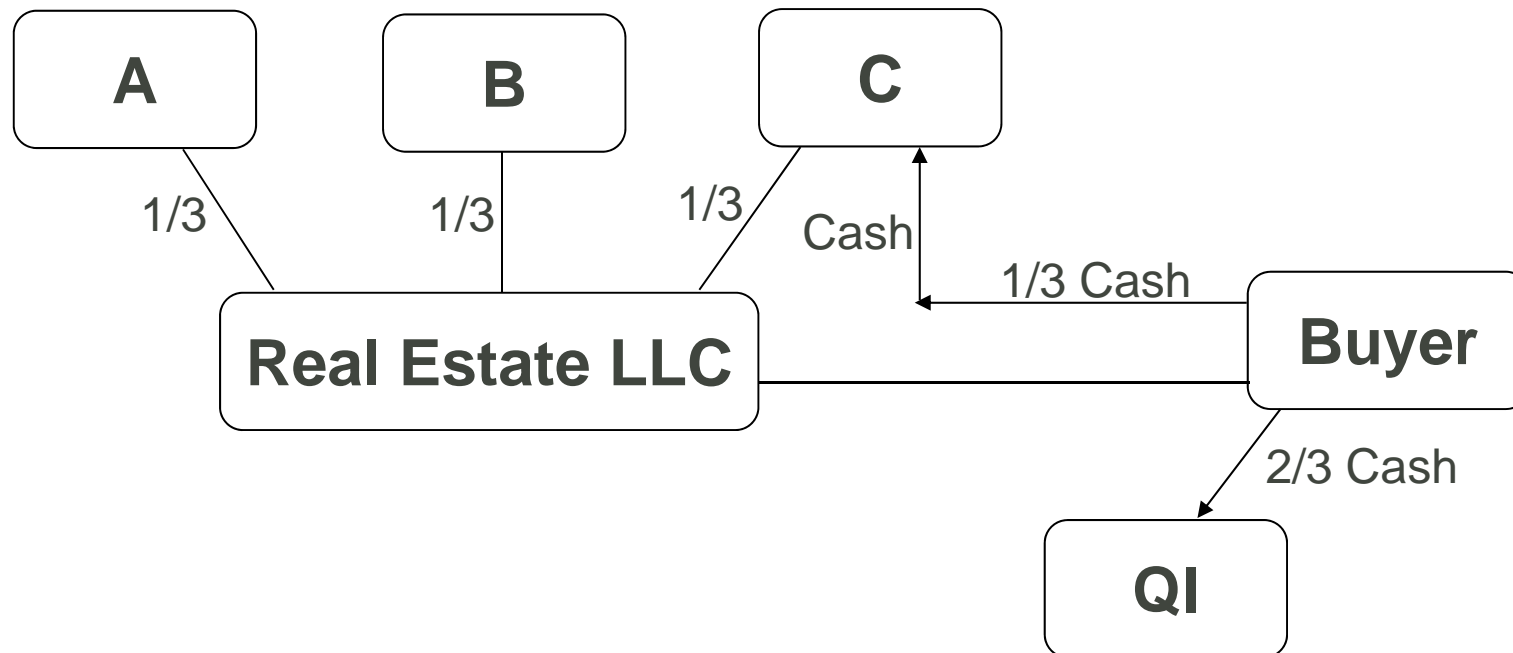 A
B
C
1/3
1/3
1/3
Cash
1/3 Cash
Real Estate LLC
Buyer
2/3 Cash
QI